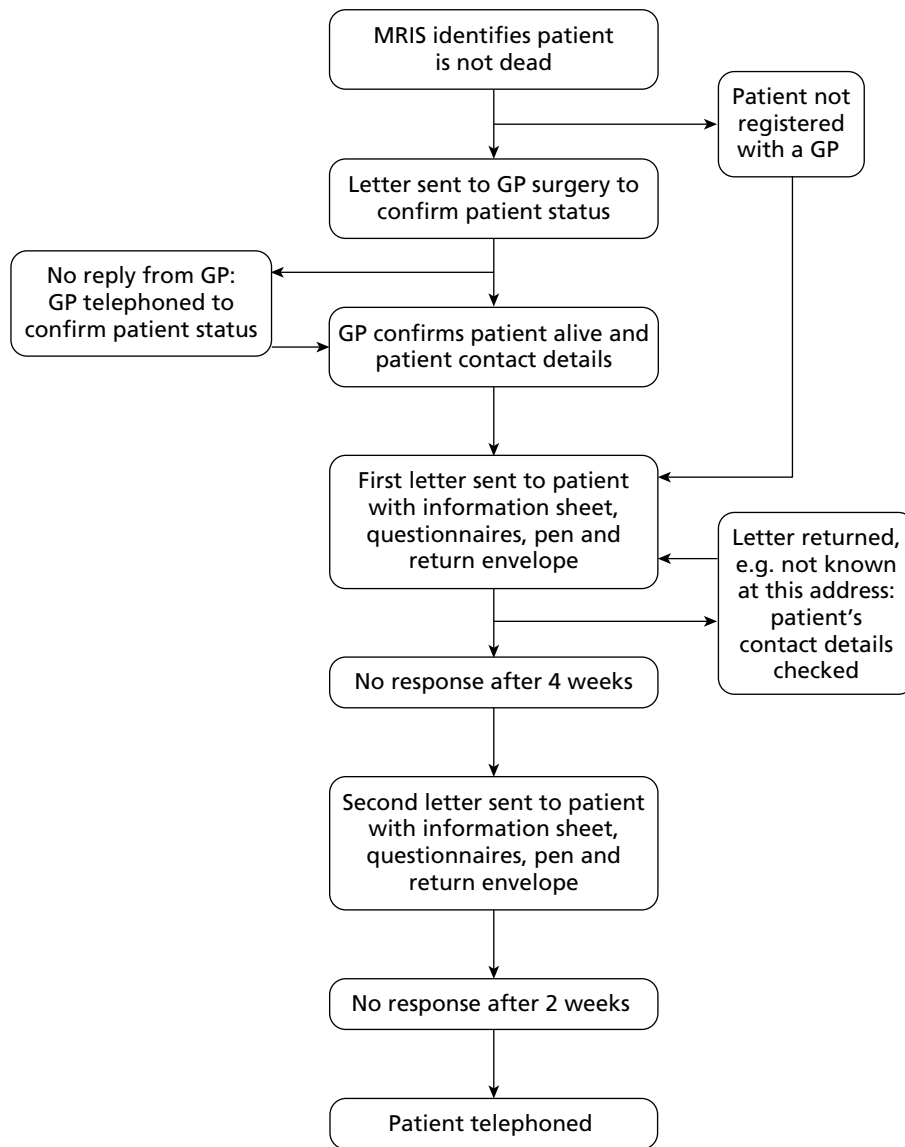 MRIS identifies patient
is not dead
Patient not
registered
with a GP
Letter sent to GP surgery to
confirm patient status
No reply from GP:
GP telephoned to
confirm patient status
GP confirms patient alive and
patient contact details
First letter sent to patient
with information sheet,
questionnaires, pen and
return envelope
Letter returned,
e.g. not known
at this address:
patient’s
contact details
checked
No response after 4 weeks
Second letter sent to patient
with information sheet,
questionnaires, pen and
return envelope
No response after 2 weeks
Patient telephoned